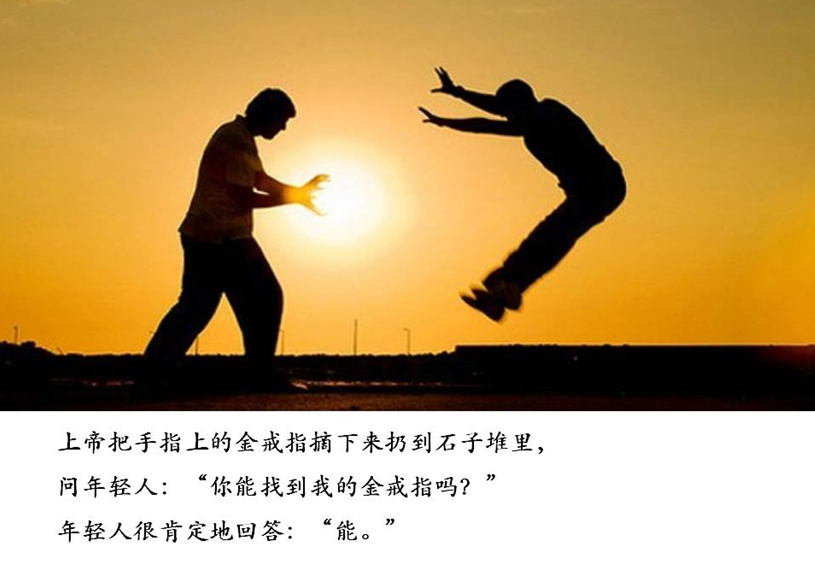 上帝把手指上的金戒指摘下来扔到石子堆里，
问年轻人：“你能找到我的金戒指吗？”
年轻人很肯定地回答：“能。”